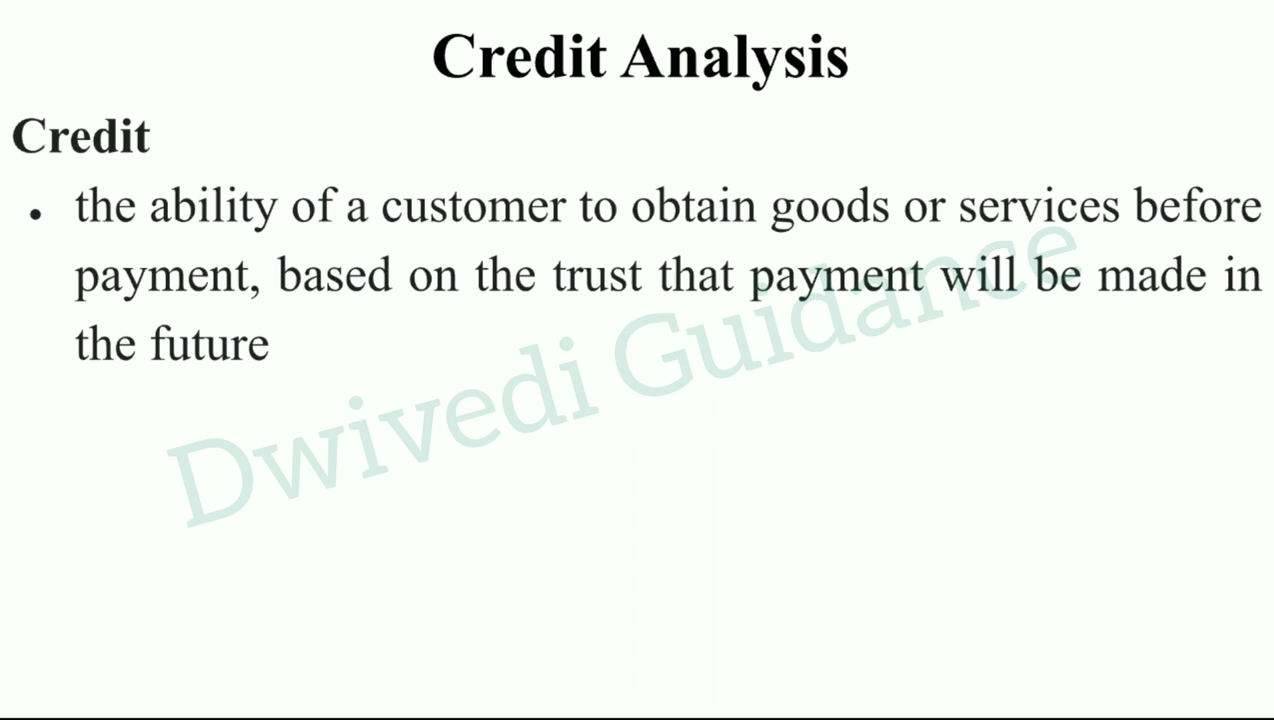 Credit Analysis
Credit
• the ability of a customer to obtain goods or services before
payment, based on the trust that payment will be made in
the future
Dwivedi Guidance